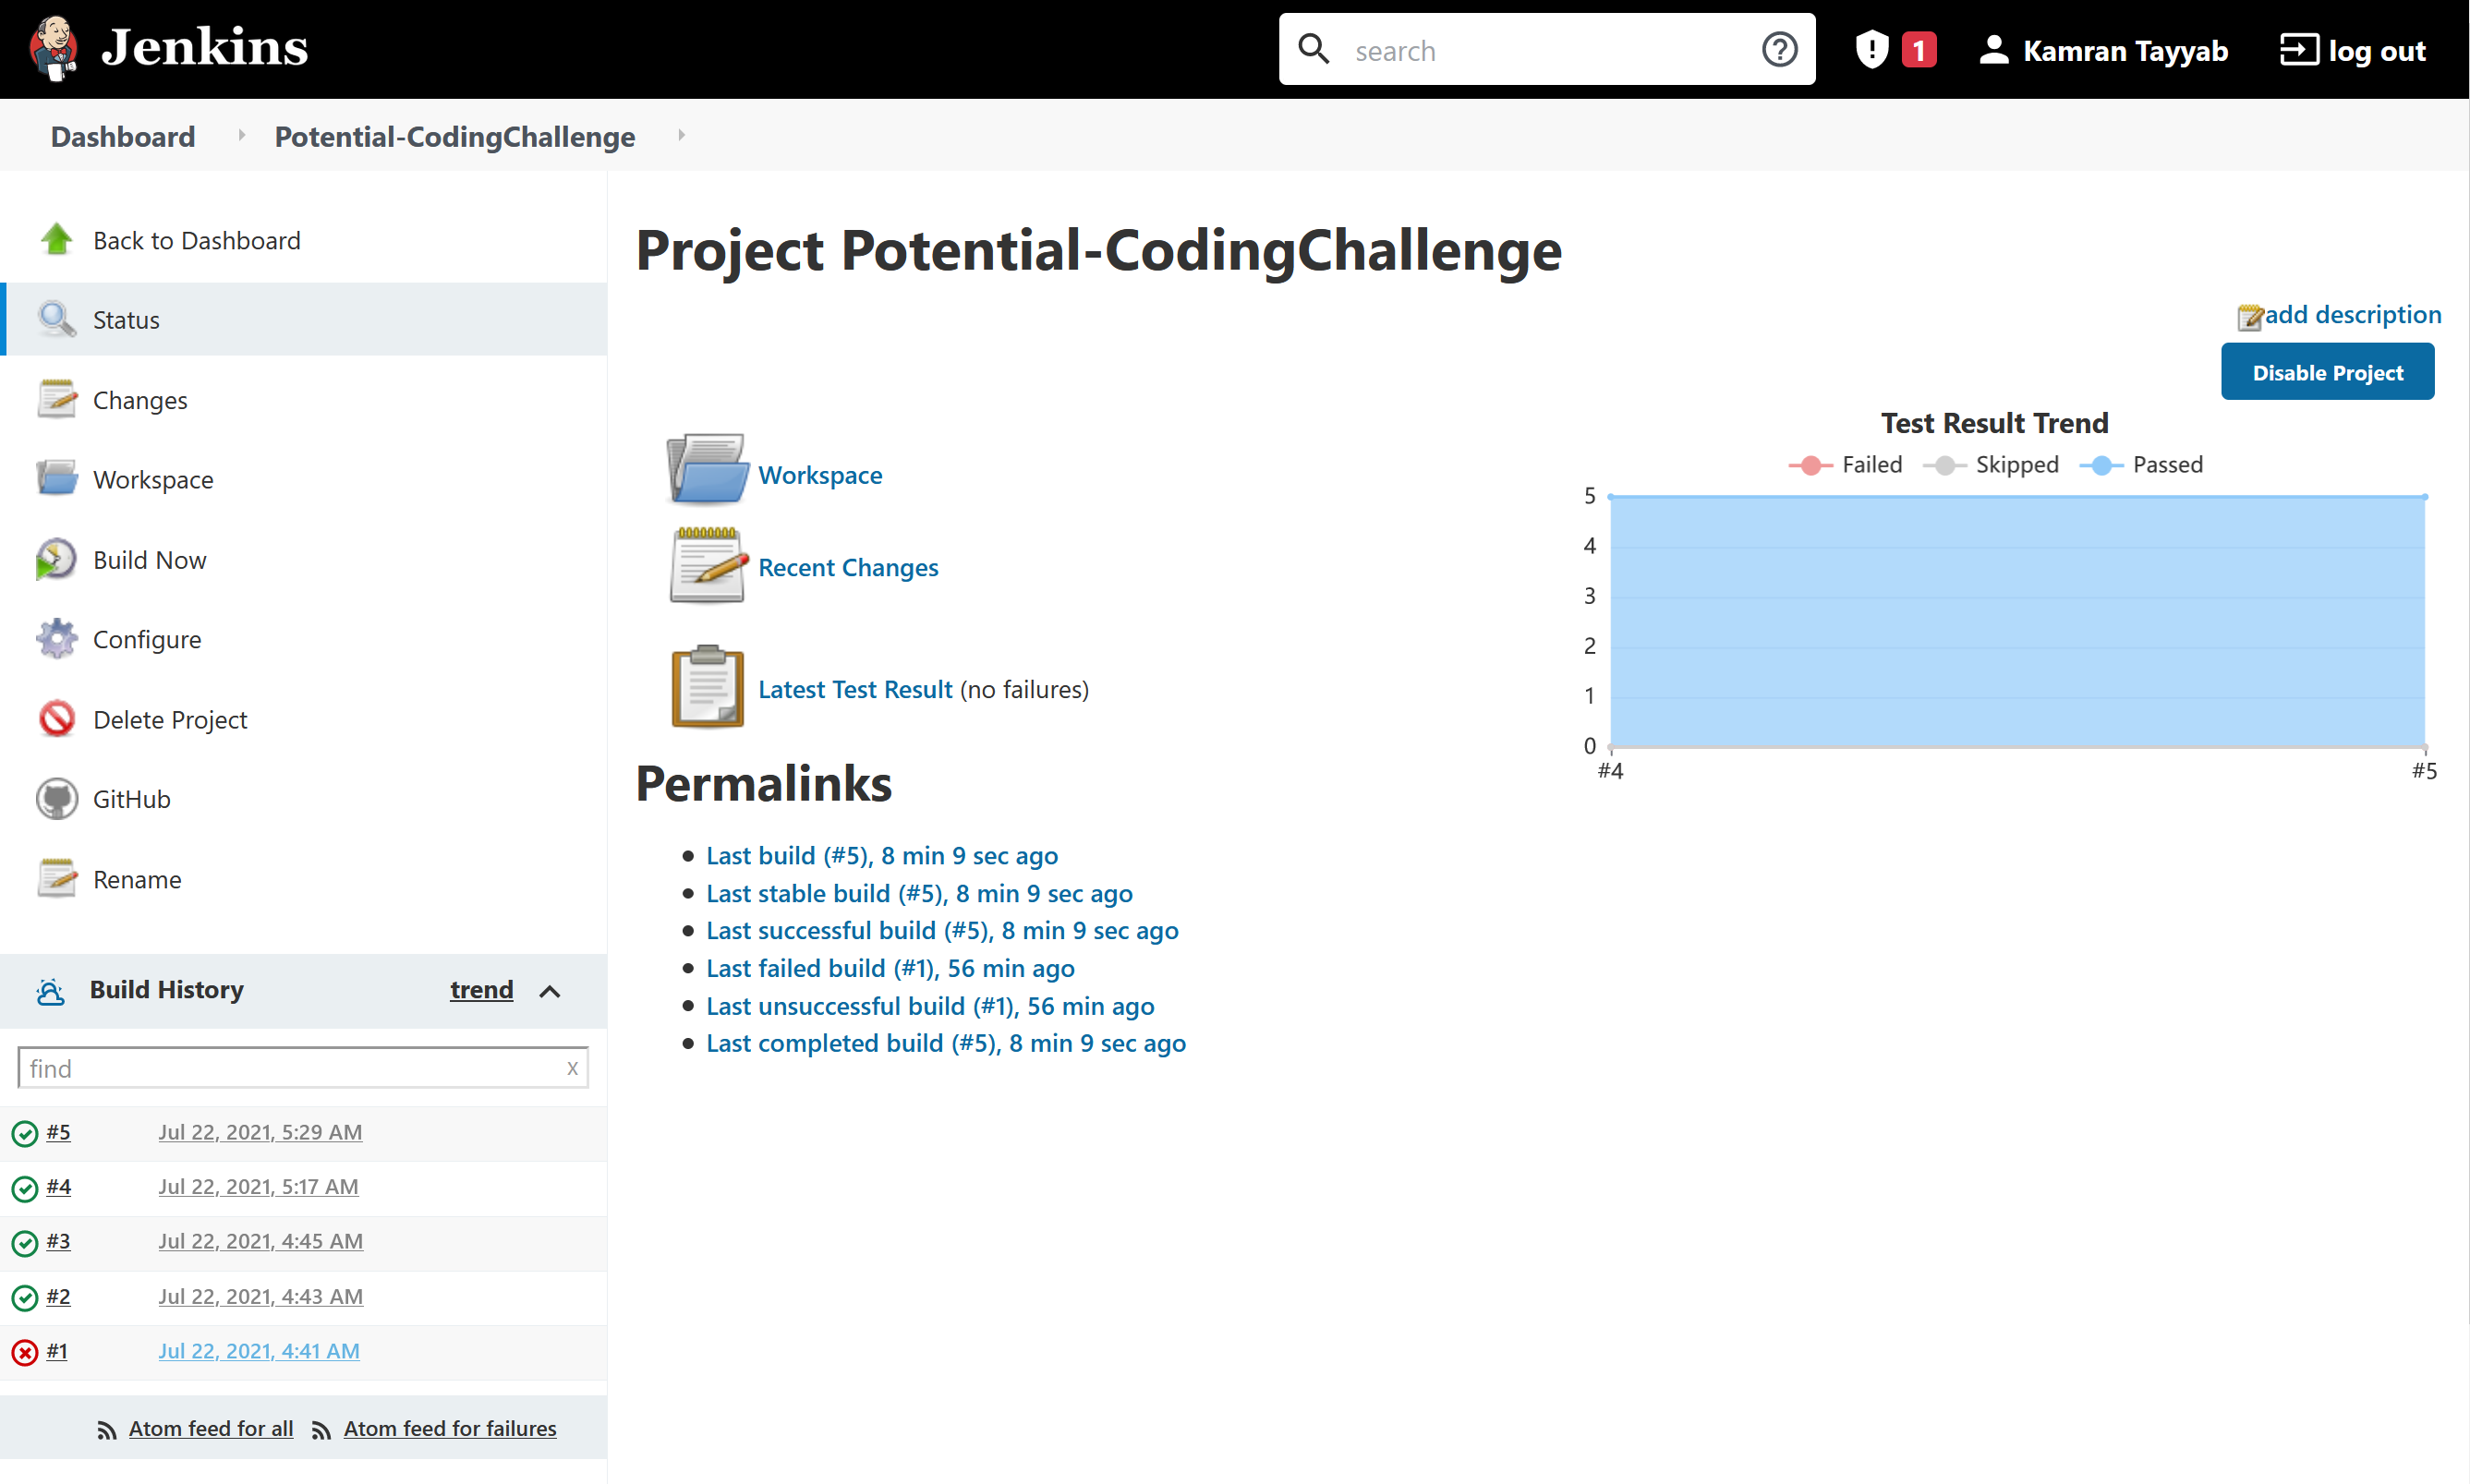 Jenkins
search
1
Kamran Tayyab
log out
Dashboard
Potential-CodingChallenge
Back to Dashboard
Status
Changes
Workspace
Build Now
Configure
Delete Project
GitHub
Rename
Build History trend
find x
#5 Jul 22, 2021, 5:29 AM
#4 Jul 22, 2021, 5:17 AM
#3 Jul 22, 2021, 4:45 AM
#2 Jul 22, 2021, 4:43 AM
#1 Jul 22, 2021, 4:41 AM
Atom feed for all Atom feed for failures
Project Potential-CodingChallenge
add description
Disable Project
Workspace
Recent Changes
Latest Test Result (no failures)
Test Result Trend
Failed Skipped Passed
5
4
3
2
1
0
#4 #5
Permalinks
Last build (#5), 8 min 9 sec ago
Last stable build (#5), 8 min 9 sec ago
Last successful build (#5), 8 min 9 sec ago
Last failed build (#1), 56 min ago
Last unsuccessful build (#1), 56 min ago
Last completed build (#5), 8 min 9 sec ago